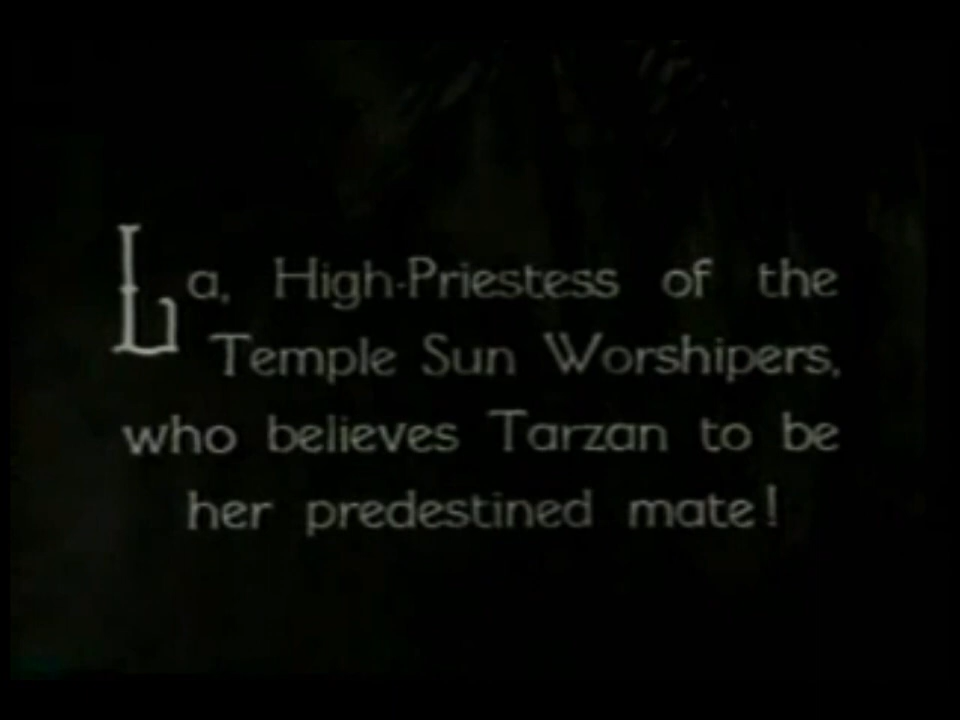 La, High-Priestess of the
Temple Sun Worshipers,
who believes Tarzan to be
her predestined mate!